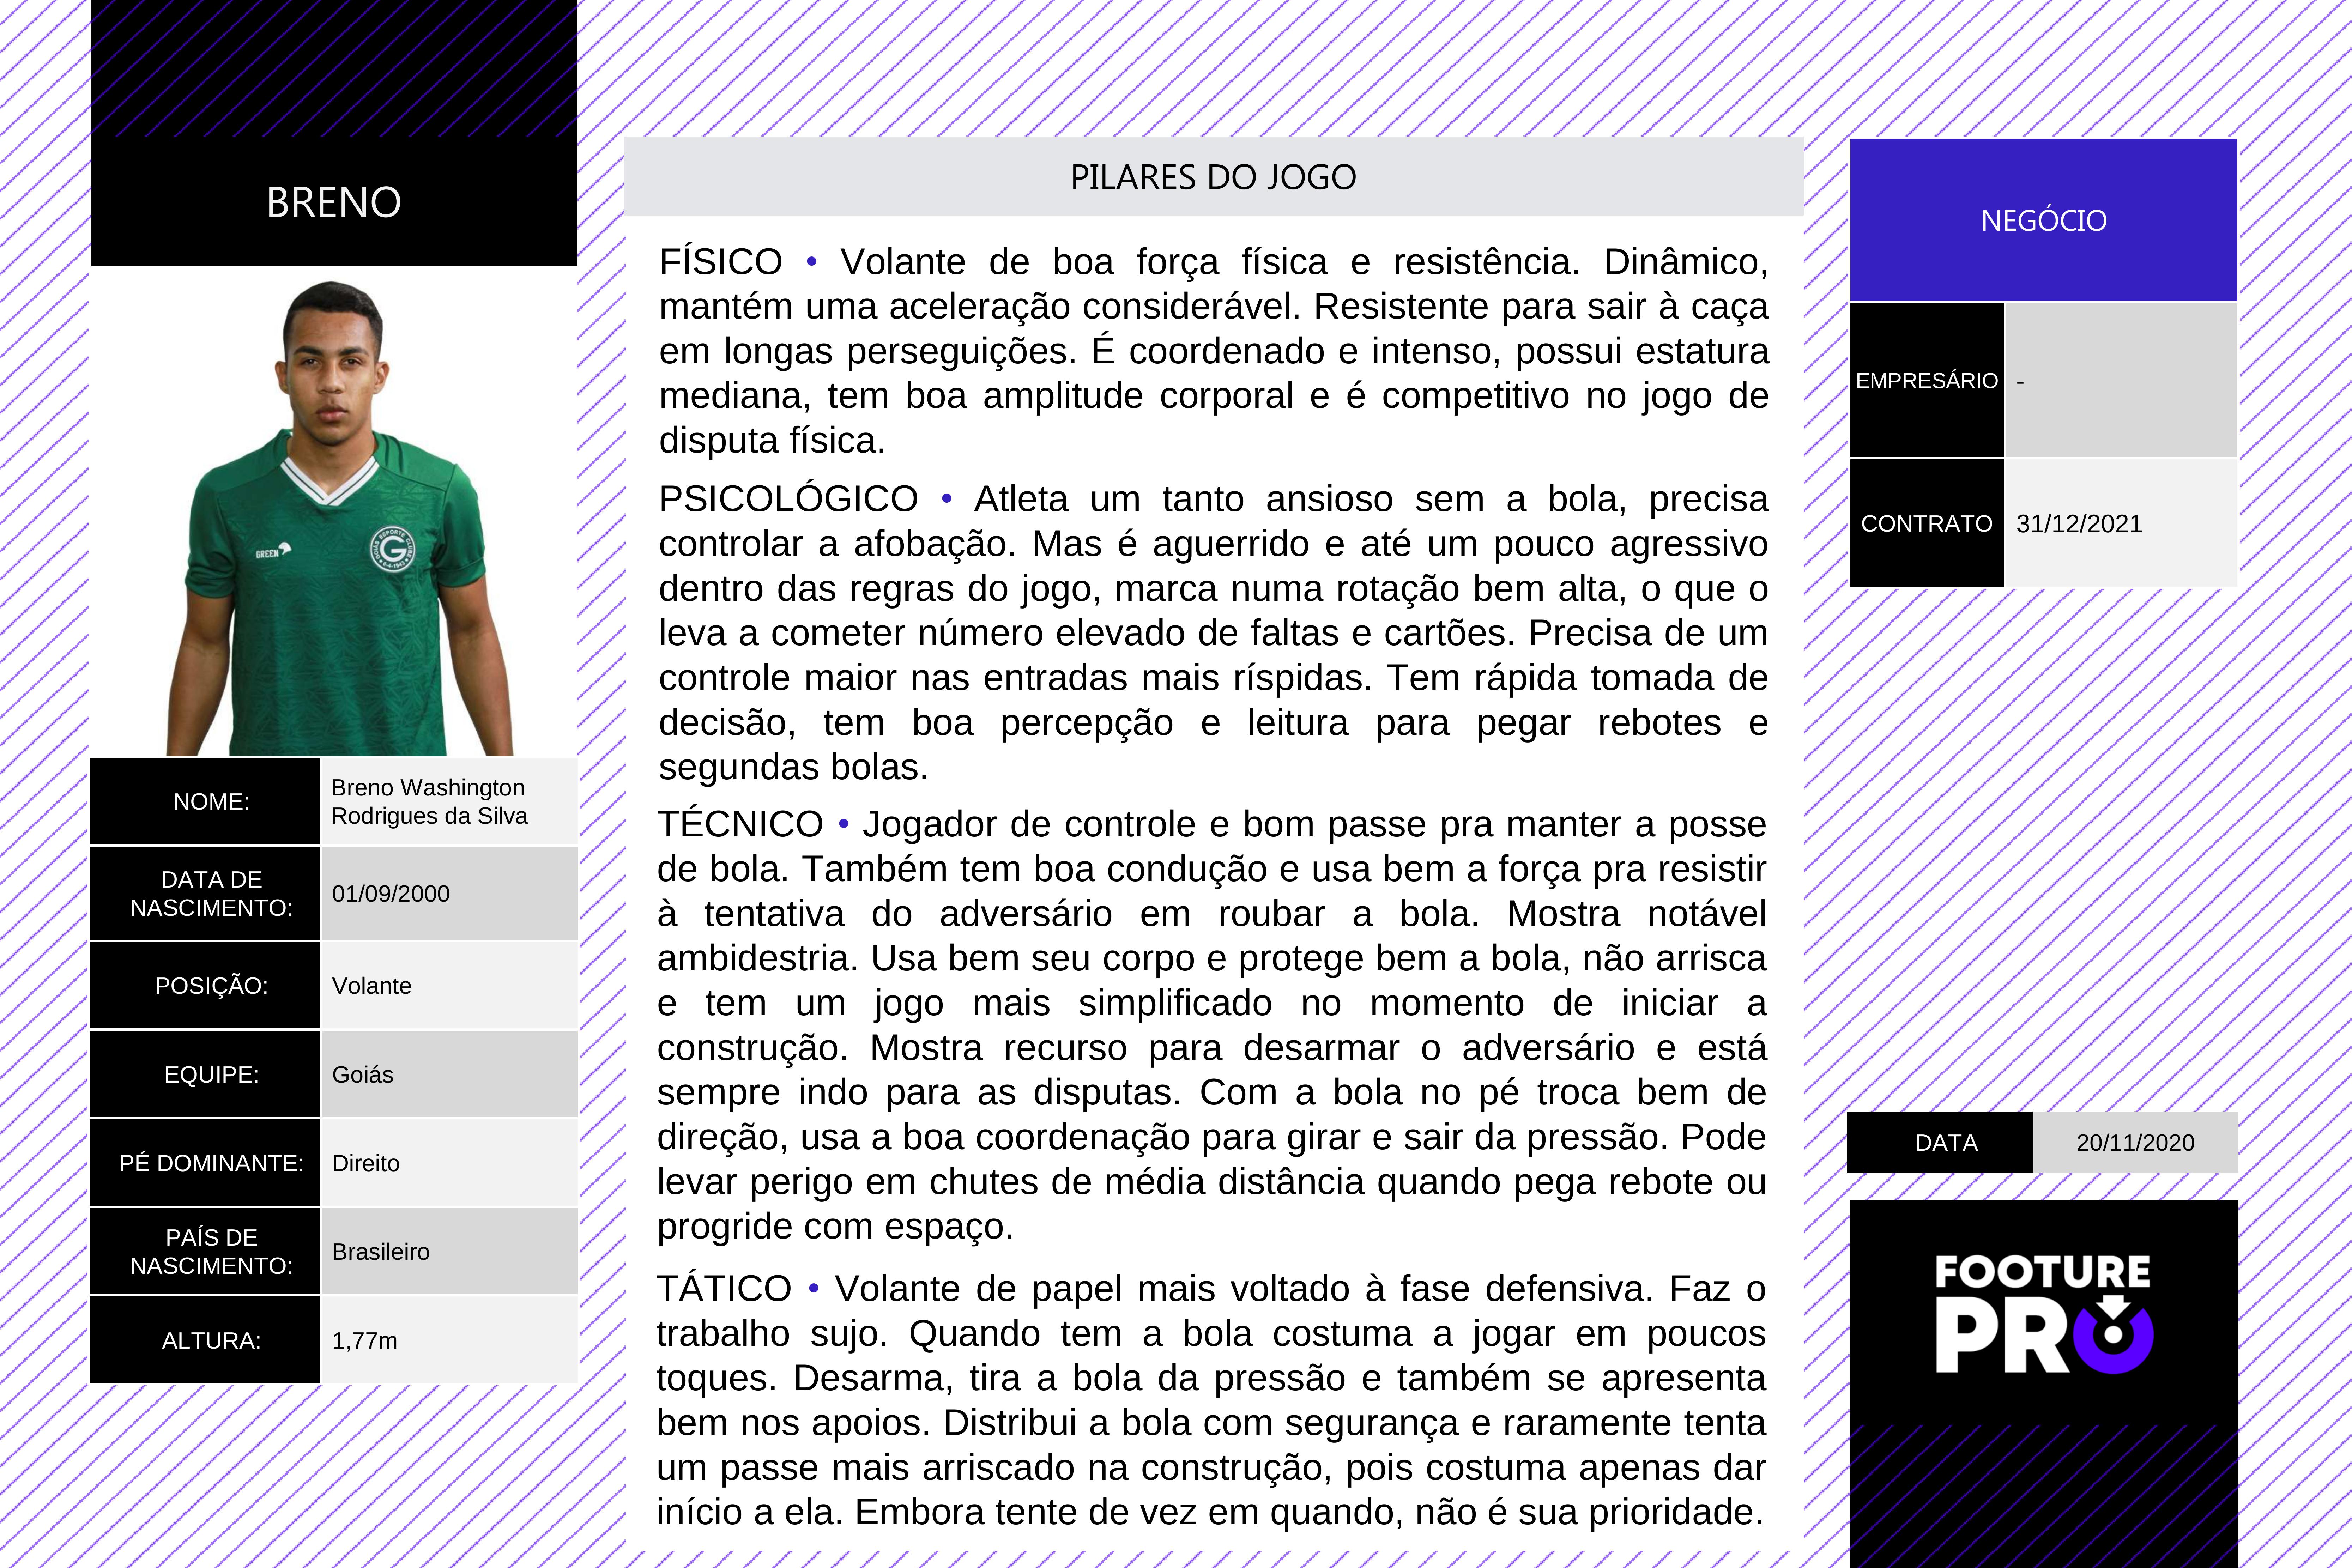 BRENO
GREEN
GOIÁS ESPORTE CLUBE
G
6-4-1943
NOME:
Breno Washington
Rodrigues da Silva
DATA DE
NASCIMENTO:
01/09/2000
POSIÇÃO:
Volante
EQUIPE:
Goiás
PÉ DOMINANTE:
Direito
PAÍS DE
NASCIMENTO:
Brasileiro
ALTURA:
1,77m
PILARES DO JOGO
FÍSICO • Volante de boa força física e resistência. Dinâmico,
mantém uma aceleração considerável. Resistente para sair à caça
em longas perseguições. É coordenado e intenso, possui estatura
mediana, tem boa amplitude corporal e é competitivo no jogo de
disputa física.
PSICOLÓGICO • Atleta um tanto ansioso sem a bola, precisa
controlar a afobação. Mas é aguerrido e até um pouco agressivo
dentro das regras do jogo, marca numa rotação bem alta, o que o
leva a cometer número elevado de faltas e cartões. Precisa de um
controle maior nas entradas mais ríspidas. Tem rápida tomada de
decisão, tem boa percepção e leitura para pegar rebotes e
segundas bolas.
TÉCNICO • Jogador de controle e bom passe pra manter a posse
de bola. Também tem boa condução e usa bem a força pra resistir
à tentativa do adversário em roubar a bola. Mostra notável
ambidestria. Usa bem seu corpo e protege bem a bola, não arrisca
e tem um jogo mais simplificado no momento de iniciar a
construção. Mostra recurso para desarmar o adversário e está
sempre indo para as disputas. Com a bola no pé troca bem de
direção, usa a boa coordenação para girar e sair da pressão. Pode
levar perigo em chutes de média distância quando pega rebote ou
progride com espaço.
TÁTICO • Volante de papel mais voltado à fase defensiva. Faz o
trabalho sujo. Quando tem a bola costuma a jogar em poucos
toques. Desarma, tira a bola da pressão e também se apresenta
bem nos apoios. Distribui a bola com segurança e raramente tenta
um passe mais arriscado na construção, pois costuma apenas dar
início a ela. Embora tente de vez em quando, não é sua prioridade.
NEGÓCIO
EMPRESÁRIO
-
CONTRATO
31/12/2021
DATA
20/11/2020
FOOTURE
PRO